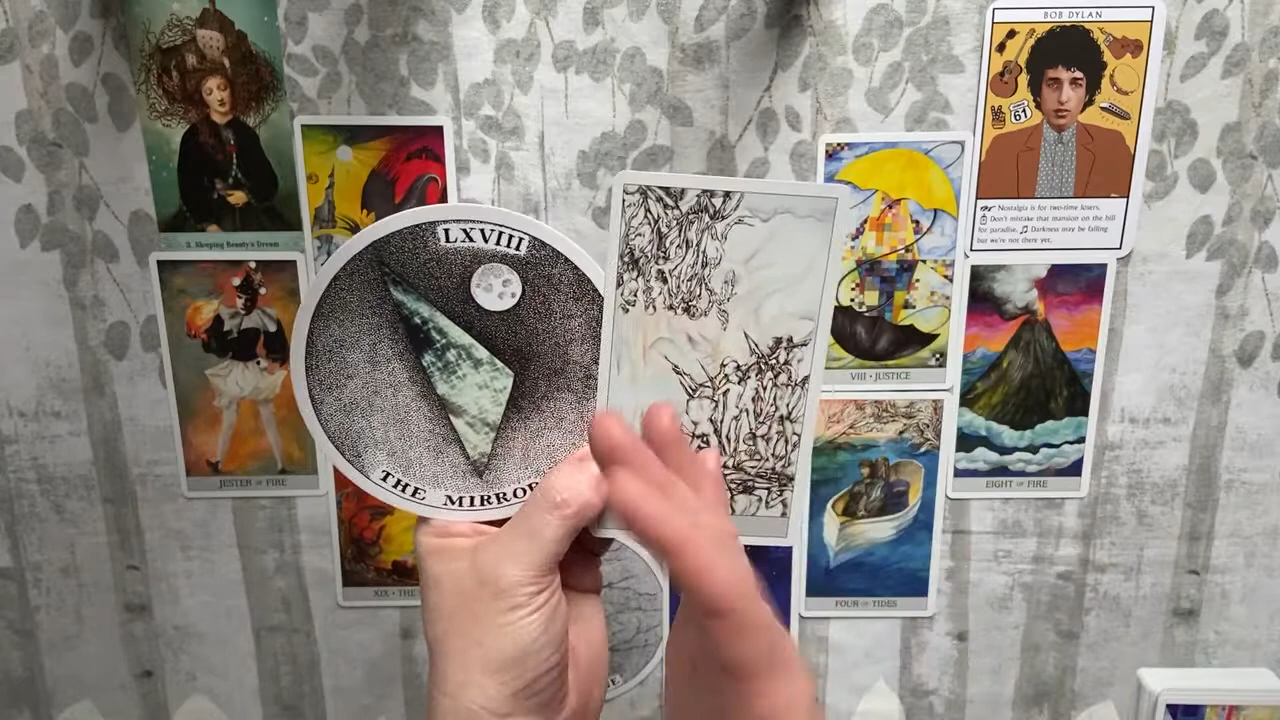 BOB DYLAN
61
Nostalgia is for two-time losers.
Don't mistake that mansion on the hill
for paradise. Darkness may be falling
but we're not there yet.
3. Sleeping Beauty's Dream
LXVIII
THE MIRROR
VIII • JUSTICE
JESTER OF FIRE
EIGHT OF FIRE
XIX • THE
FOUR OF TIDES